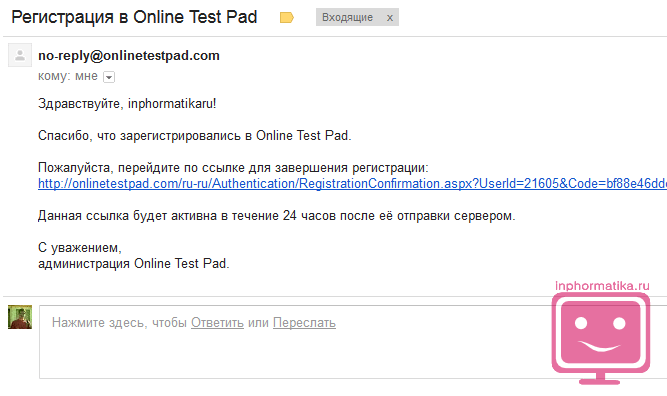 Регистрация в Online Test Pad
Входящие x
no-reply@onlinetestpad.com
кому: мне
Здравствуйте, inphormatikaru!
Спасибо, что зарегистрировались в Online Test Pad.
Пожалуйста, перейдите по ссылке для завершения регистрации:
http://onlinetestpad.com/ru-ru/Authentication/RegistrationConfirmation.aspx?UserId=21605&Code=bf88e46dd
Данная ссылка будет активна в течение 24 часов после её отправки сервером.
С уважением,
администрация Online Test Pad.
inphormatika.ru
Нажмите здесь, чтобы Ответить или Переслать